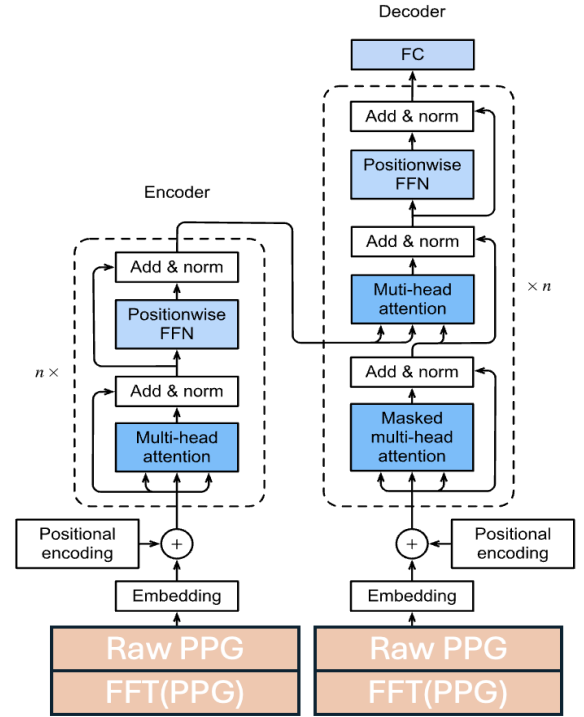 Decoder
FC
Add & norm
Positionwise
FFN
Add & norm
Muti-head
attention
× n
Add & norm
Masked
multi-head
attention
Positional
encoding
+
Embedding
Raw PPG
FFT(PPG)
Encoder
Add & norm
Positionwise
FFN
n ×
Add & norm
Multi-head
attention
Positional
encoding
+
Embedding
Raw PPG
FFT(PPG)